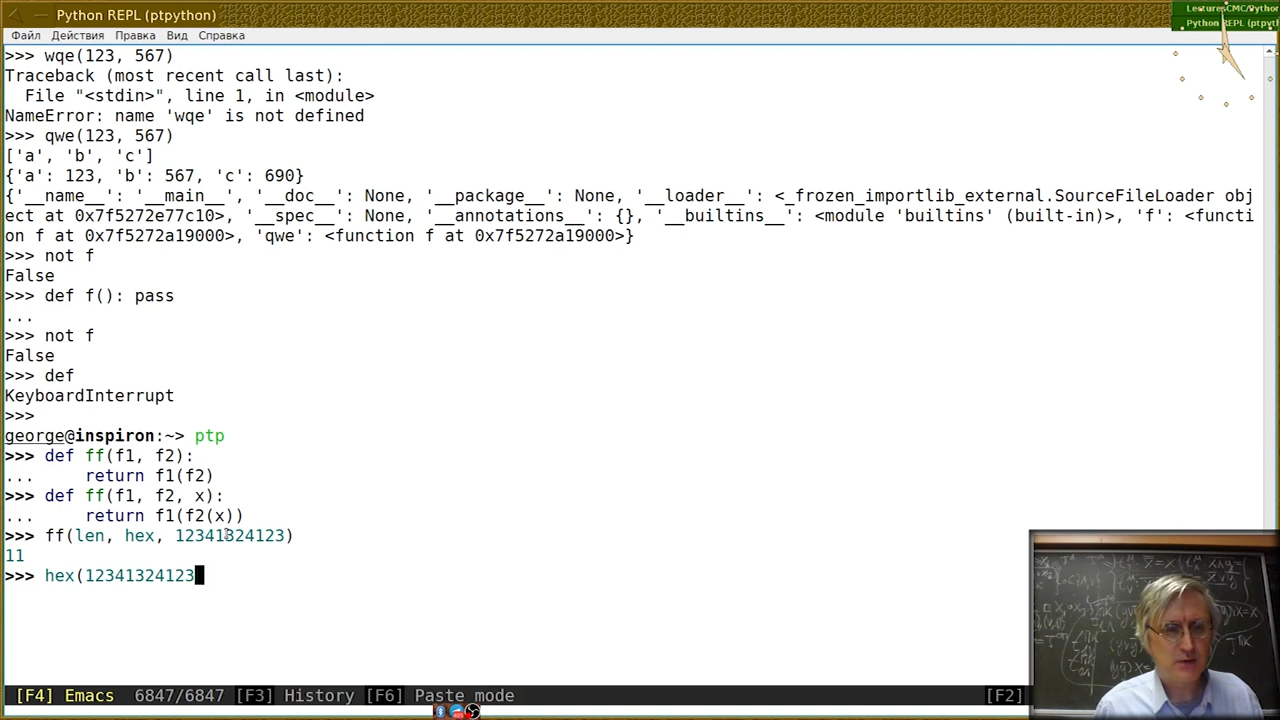 Python REPL (ptpython)
LecturesCMC/Python
Python REPL (ptpyth
Файл Действия Правка Вид Справка
>>> wqe(123, 567)
Traceback (most recent call last):
  File "<stdin>", line 1, in <module>
NameError: name 'wqe' is not defined
>>> qwe(123, 567)
['a', 'b', 'c']
{'a': 123, 'b': 567, 'c': 690}
{'__name__': '__main__', '__doc__': None, '__package__': None, '__loader__': <_frozen_importlib_external.SourceFileLoader obj
ect at 0x7f5272e77c10>, '__spec__': None, '__annotations__': {}, '__builtins__': <module 'builtins' (built-in)>, 'f': <functi
on f at 0x7f5272a19000>, 'qwe': <function f at 0x7f5272a19000>}
>>> not f
False
>>> def f(): pass
...
>>> not f
False
>>> def
KeyboardInterrupt
>>>
george@inspiron:~> ptp
>>> def ff(f1, f2):
...     return f1(f2)
>>> def ff(f1, f2, x):
...     return f1(f2(x))
>>> ff(len, hex, 12341324123)
11
>>> hex(12341324123
[F4] Emacs 6847/6847 [F3] History [F6] Paste mode [F2]